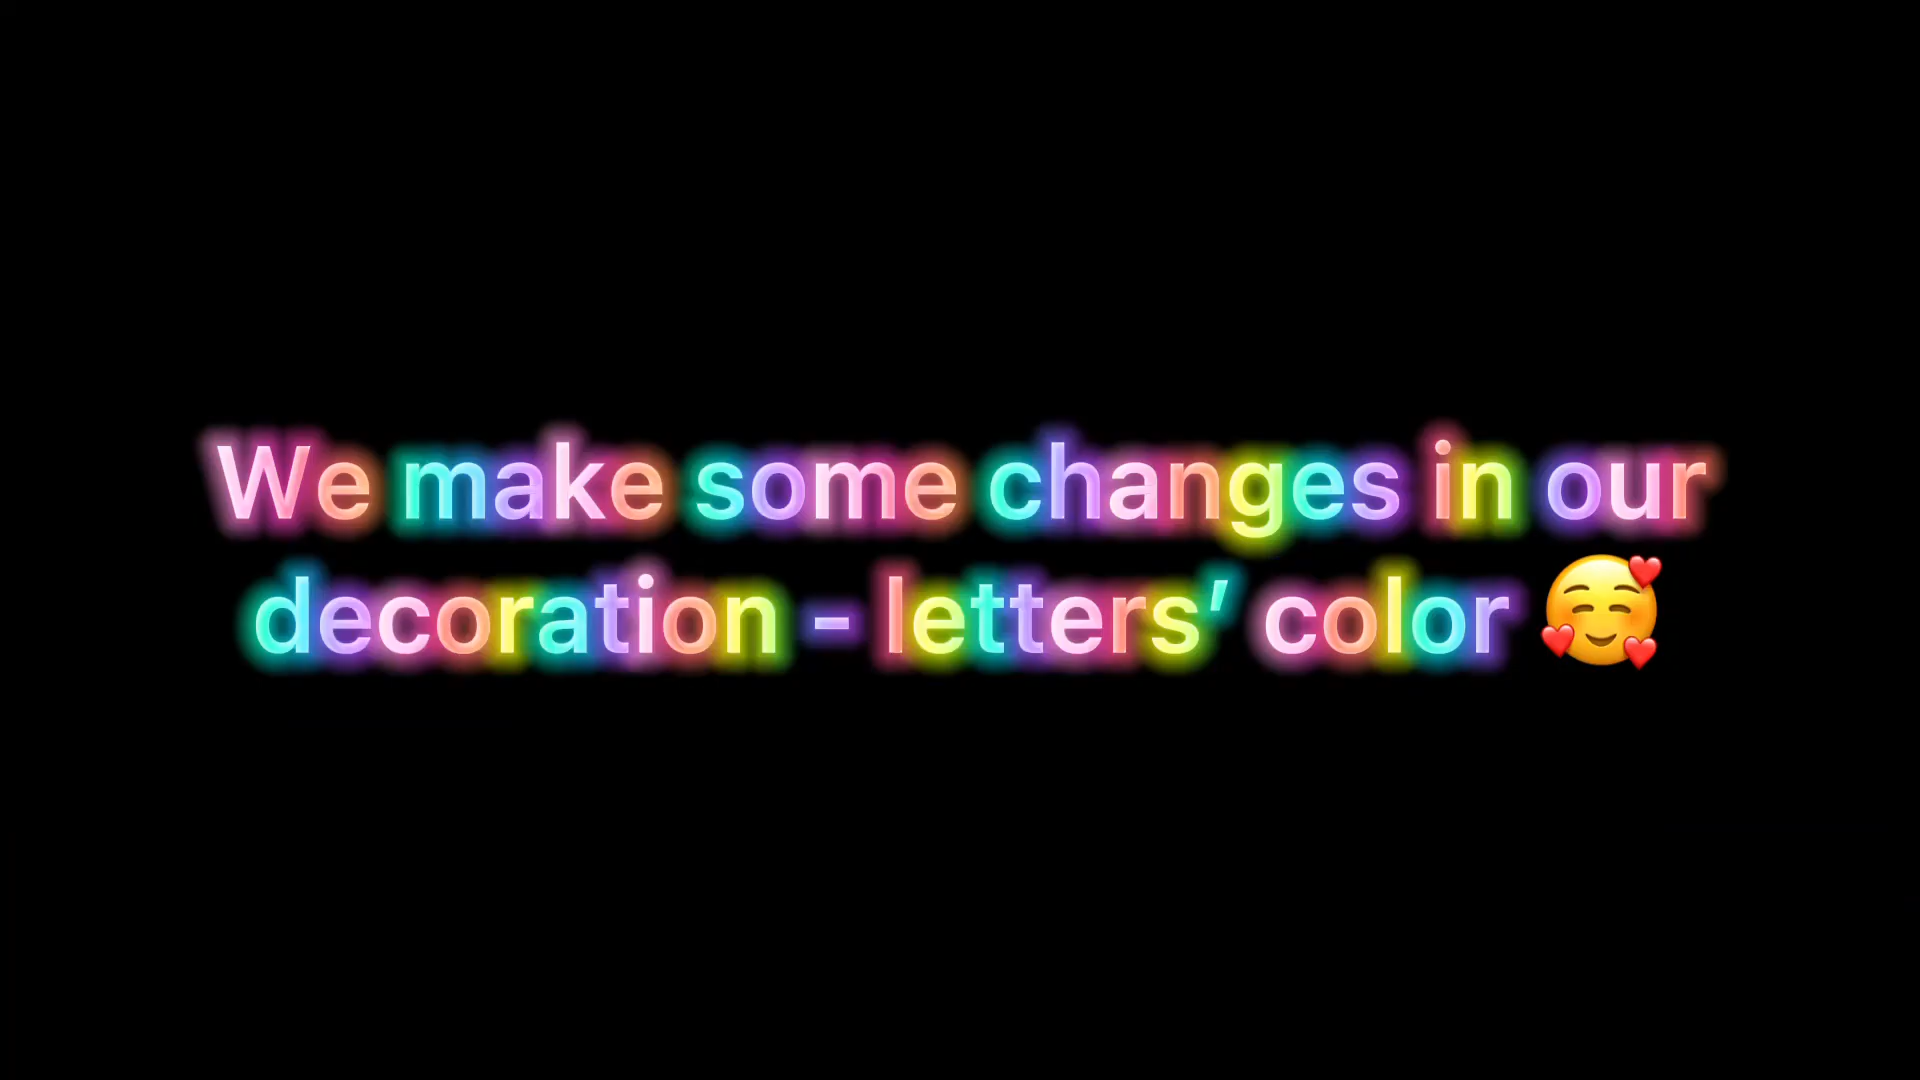 We make some changes in our
decoration - letters’ color 🥰